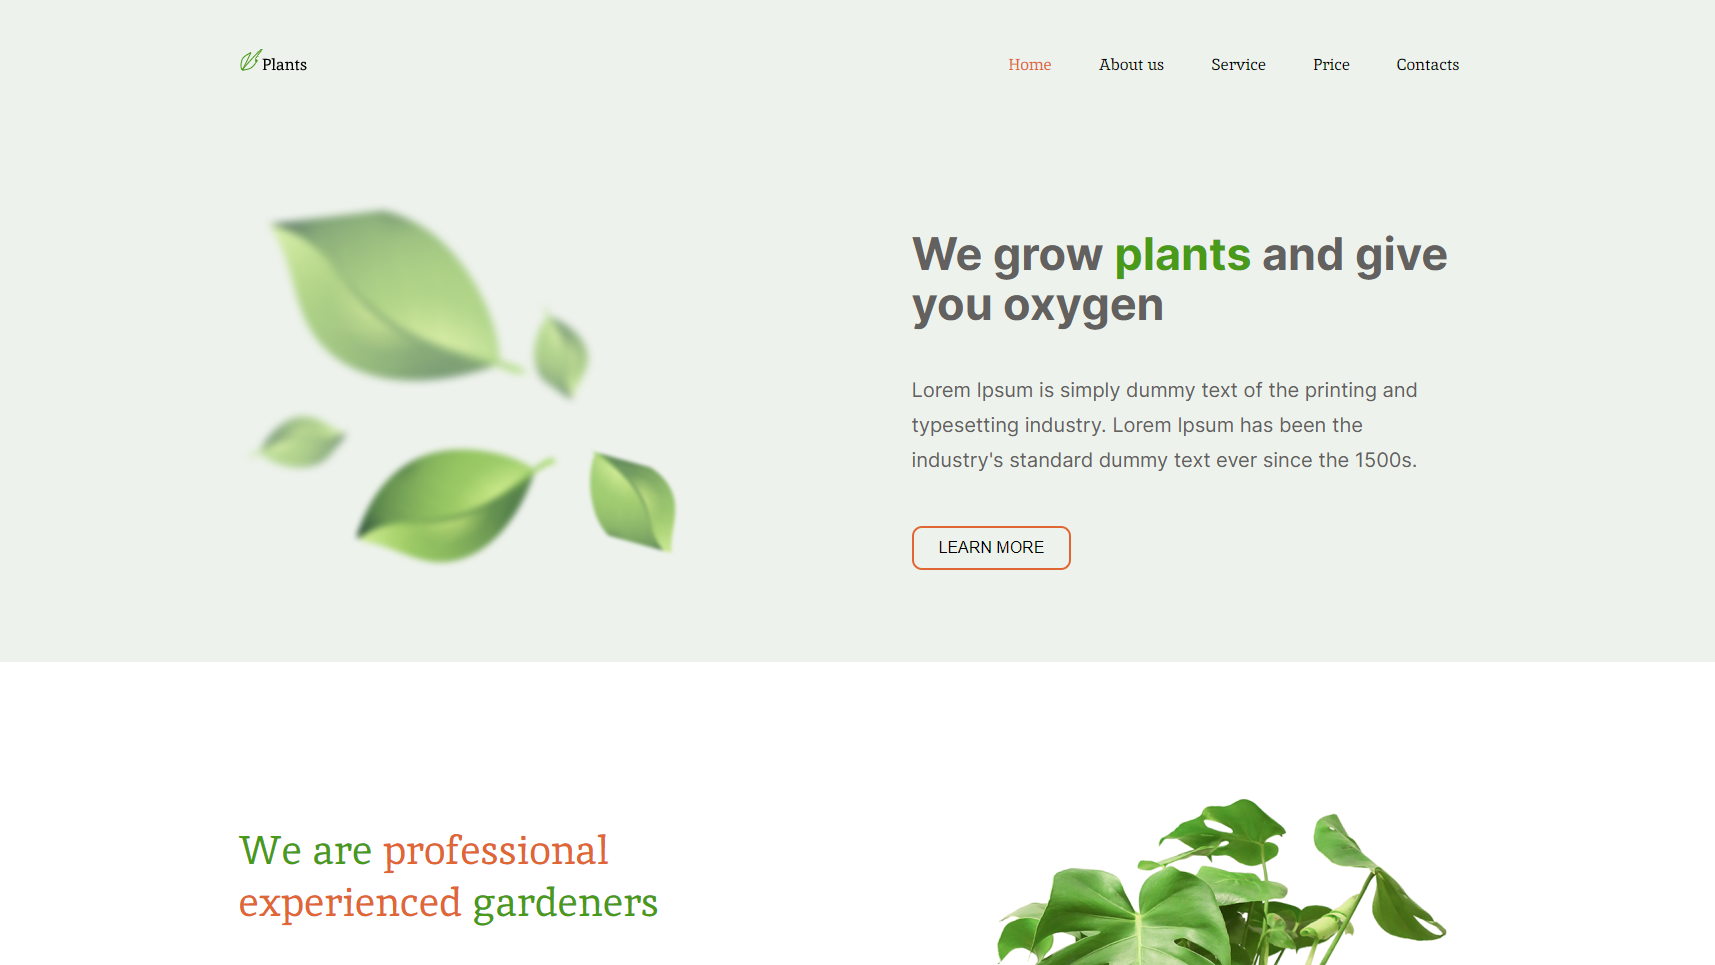 Plants
Home About us Service Price Contacts
We grow plants and give
you oxygen
Lorem Ipsum is simply dummy text of the printing and
typesetting industry. Lorem Ipsum has been the
industry's standard dummy text ever since the 1500s.
LEARN MORE
We are professional
experienced gardeners